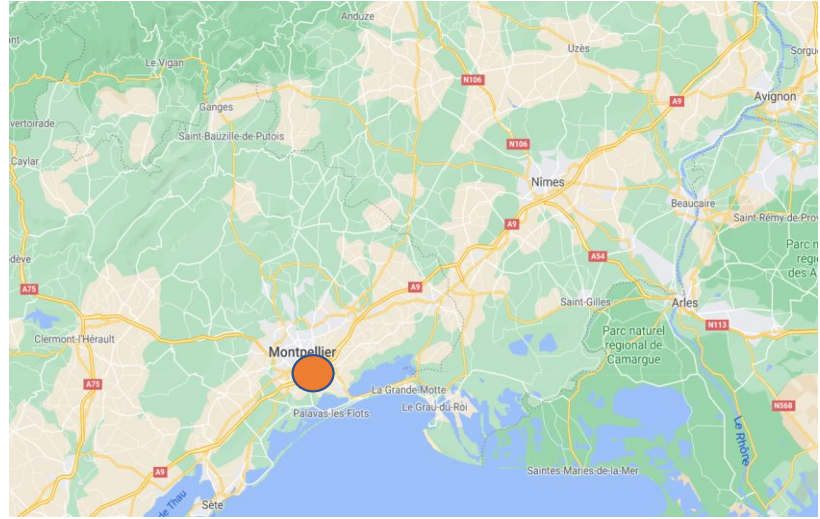 Anduze
Uzès
Le Vigan
N106
Sorgu
A9
Avignon
Ganges
vertoirade
Saint-Bauzille-de-Putois
N106
Caylar
Nîmes
Beaucaire
Saint-Rémy-de-Prov
A9
Parc n
régi
des A
A54
dève
A75
A9
Saint-Gilles
Arles
Clermont-l'Hérault
Parc naturel
régional de
Camargue
N113
Montpellier
A75
La Grande-Motte
Le Grau-du-Roi
Palavas-les-Flots
N568
Le Rhône
A9
Saintes-Maries-de-la-Mer
de Thau
Sète